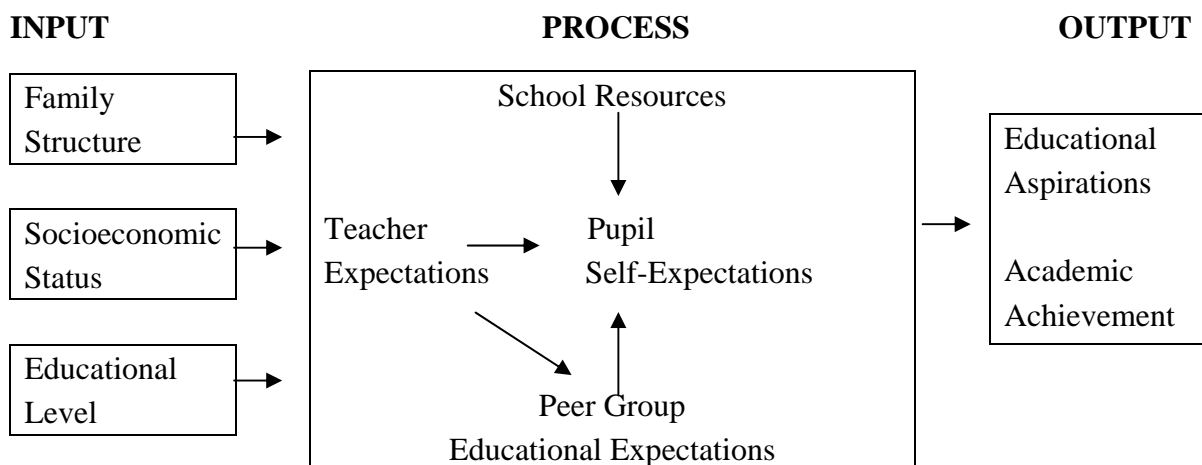 INPUT
PROCESS
OUTPUT
Family
Structure
Socioeconomic
Status
Educational
Level
School Resources
Teacher
Expectations
Pupil
Self-Expectations
Peer Group
Educational Expectations
Educational
Aspirations
Academic
Achievement